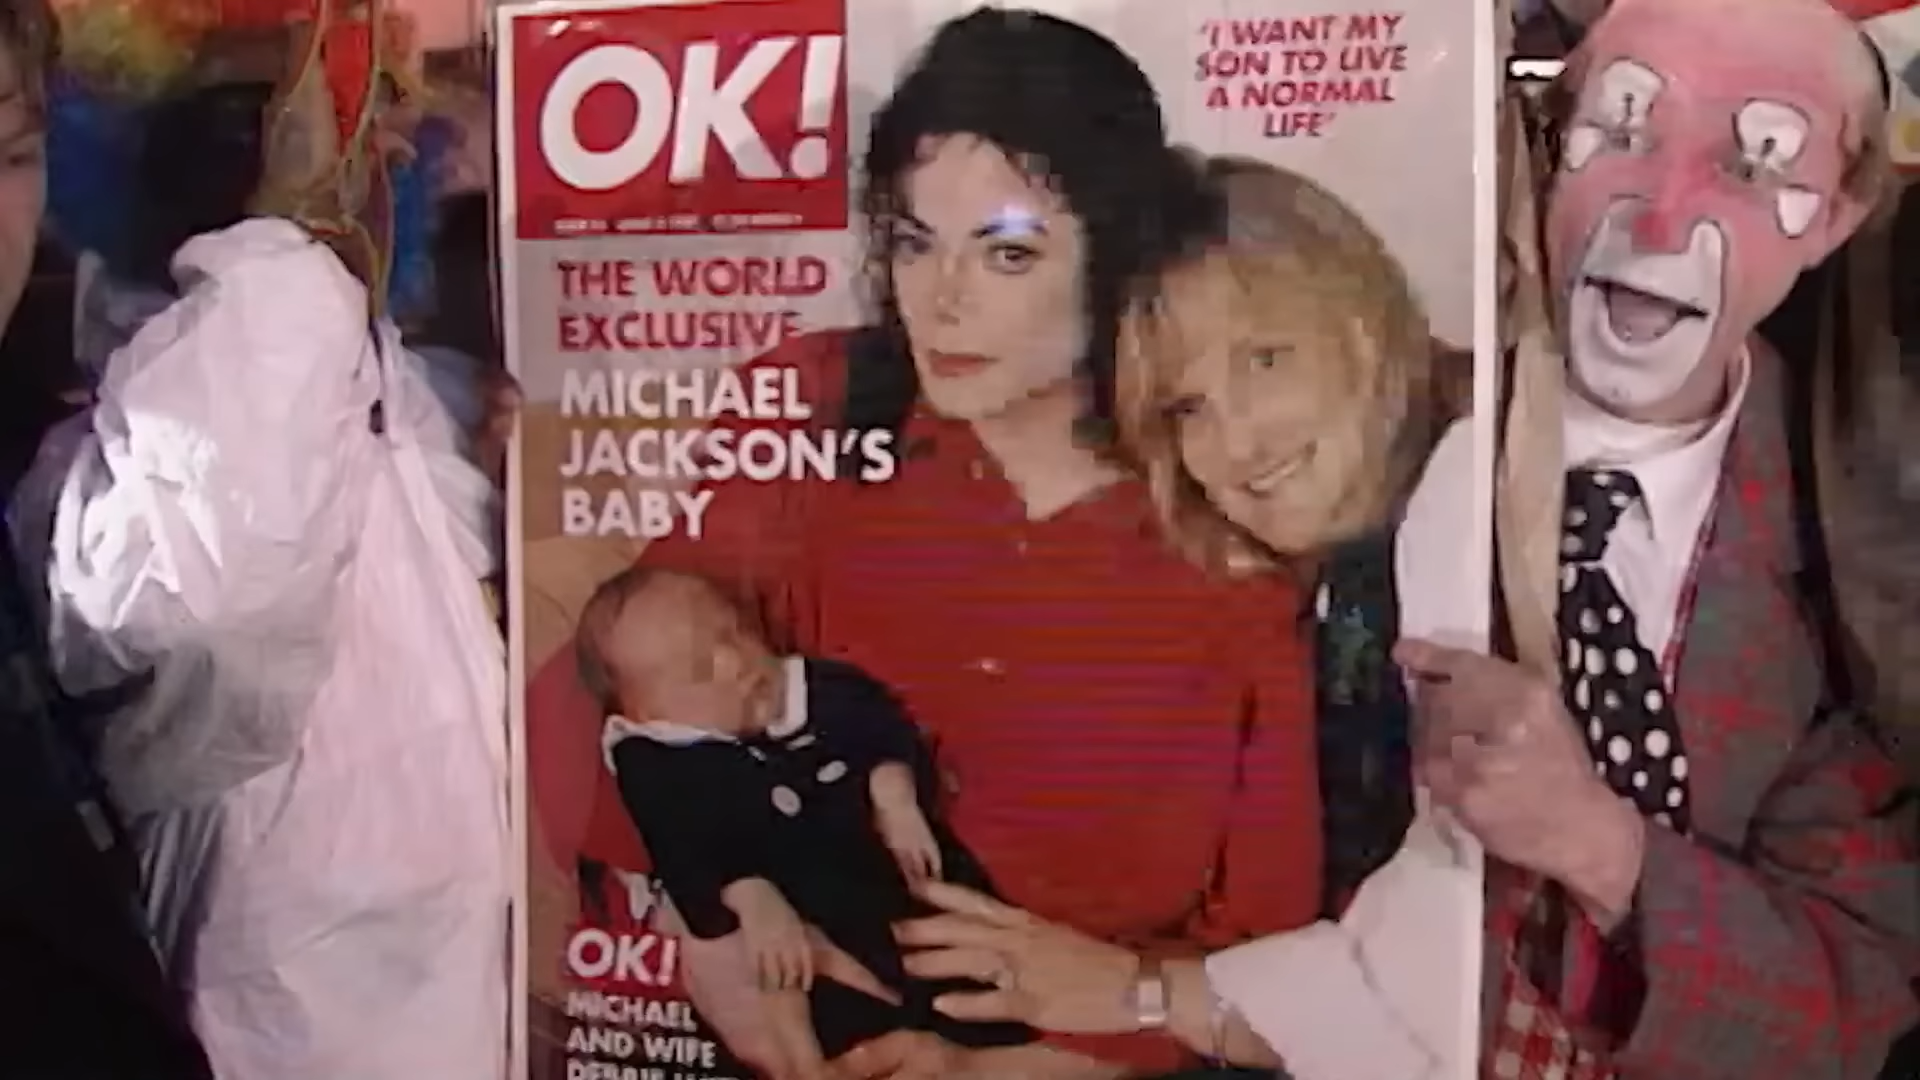 OK!
'I WANT MY
SON TO LIVE
A NORMAL
LIFE'
THE WORLD
EXCLUSIVE
MICHAEL
JACKSON'S
BABY
OK!
MICHAEL
AND WIFE